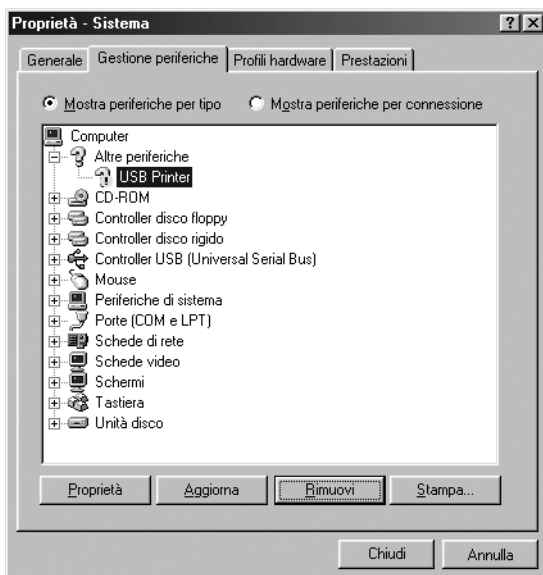 Proprietà - Sistema
Generale Gestione periferiche Profili hardware Prestazioni
Mostra periferiche per tipo Mostra periferiche per connessione
Computer
Altre periferiche
USB Printer
CD-ROM
Controller disco floppy
Controller disco rigido
Controller USB (Universal Serial Bus)
Mouse
Periferiche di sistema
Porte (COM e LPT)
Schede di rete
Schede video
Schermi
Tastiera
Unità disco
Proprietà Aggiorna Rimuovi Stampa...
Chiudi Annulla